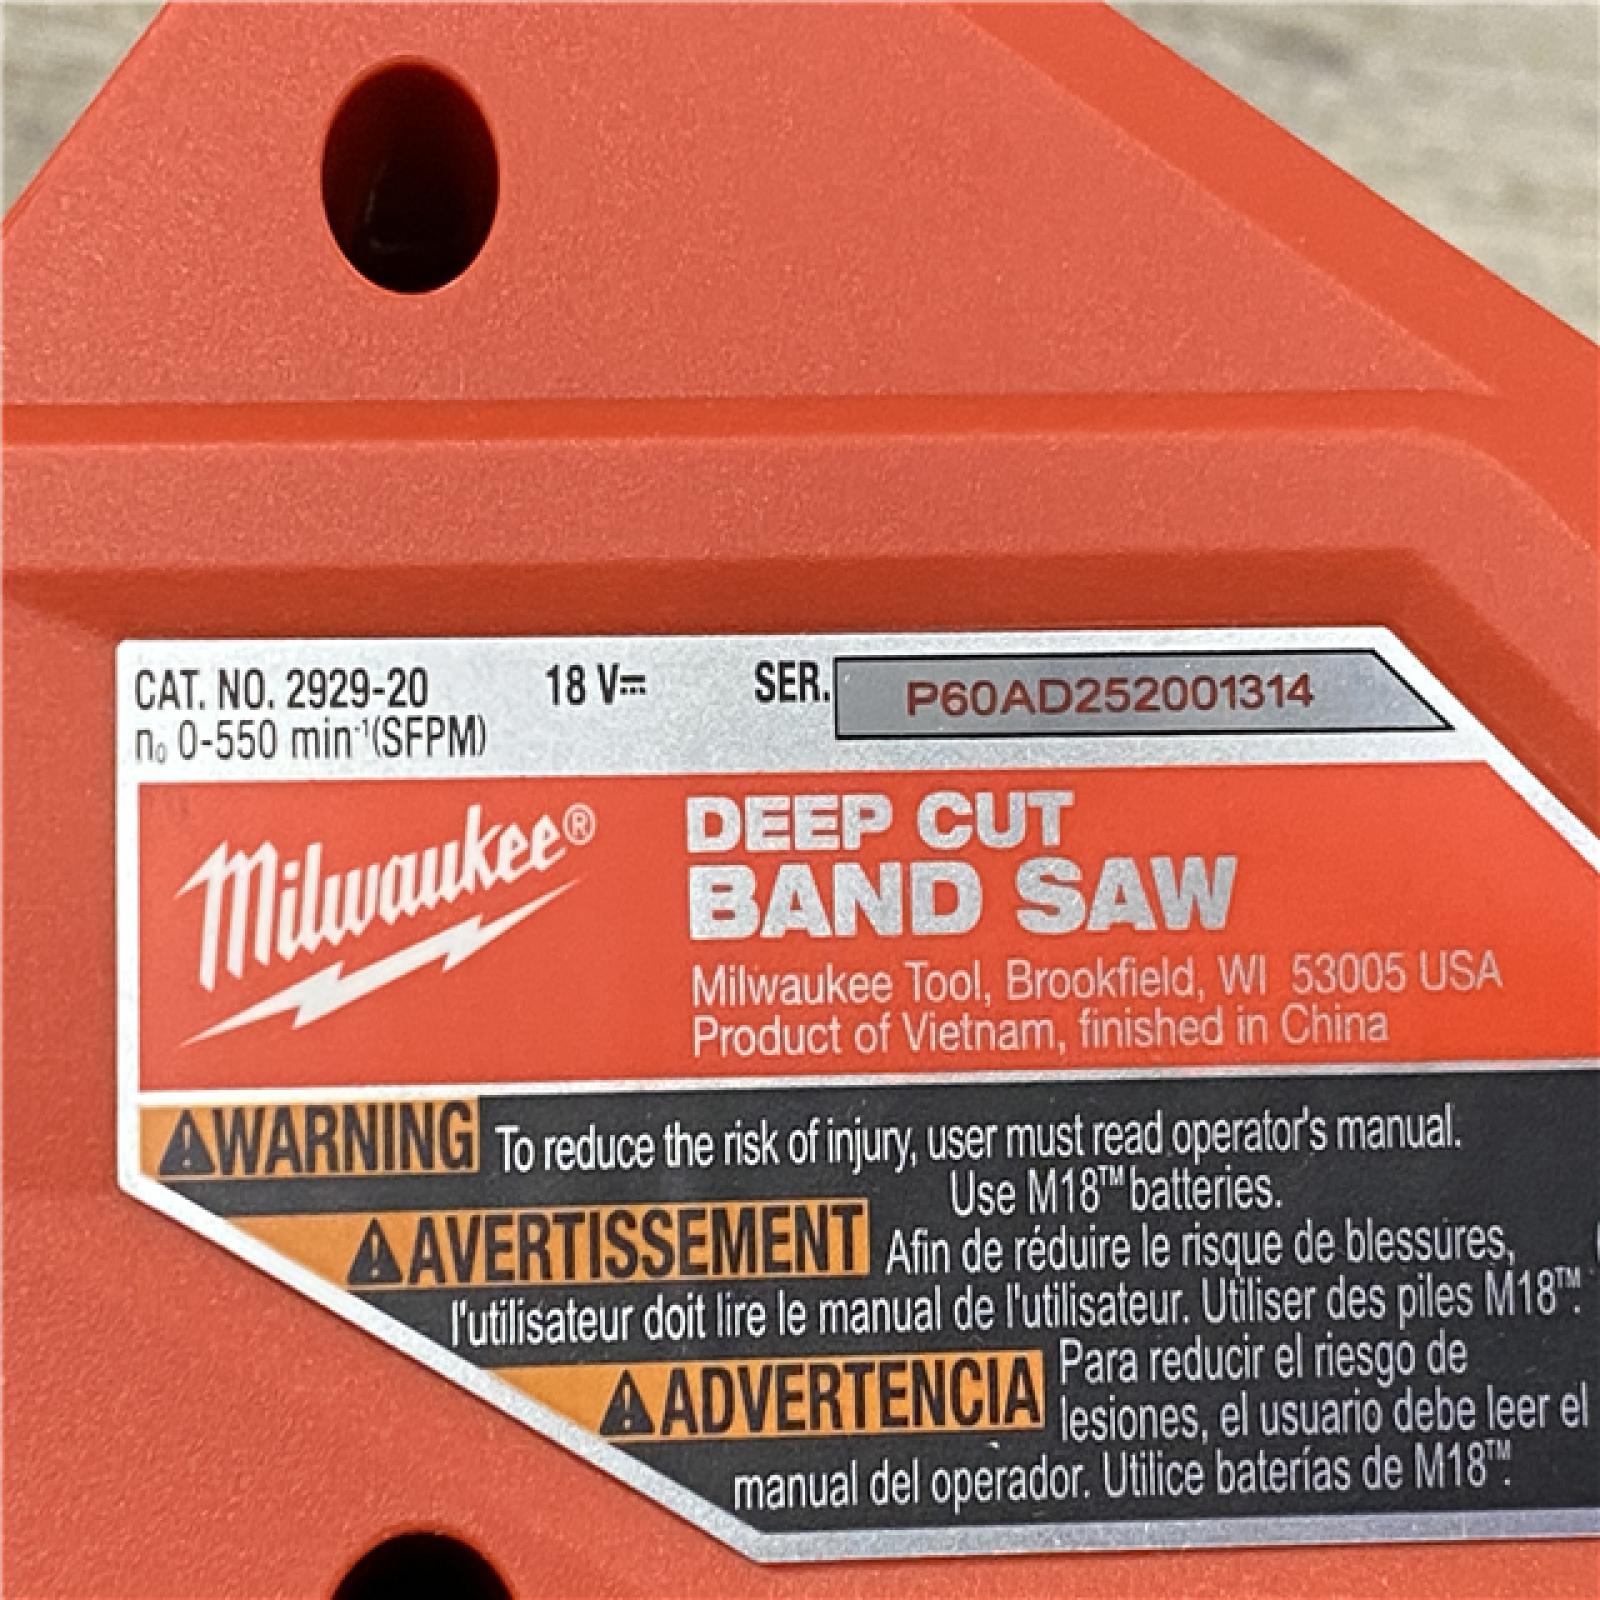 CAT. NO. 2929-20 18 V⎓ SER. P60AD252001314
n₀ 0-550 min⁻¹(SFPM)
Milwaukee®
DEEP CUT
BAND SAW
Milwaukee Tool, Brookfield, WI 53005 USA
Product of Vietnam, finished in China
⚠WARNING To reduce the risk of injury, user must read operator's manual.
Use M18™ batteries.
⚠AVERTISSEMENT Afin de réduire le risque de blessures,
l'utilisateur doit lire le manual de l'utilisateur. Utiliser des piles M18™.
⚠ADVERTENCIA Para reducir el riesgo de
lesiones, el usuario debe leer el
manual del operador. Utilice baterías de M18™.